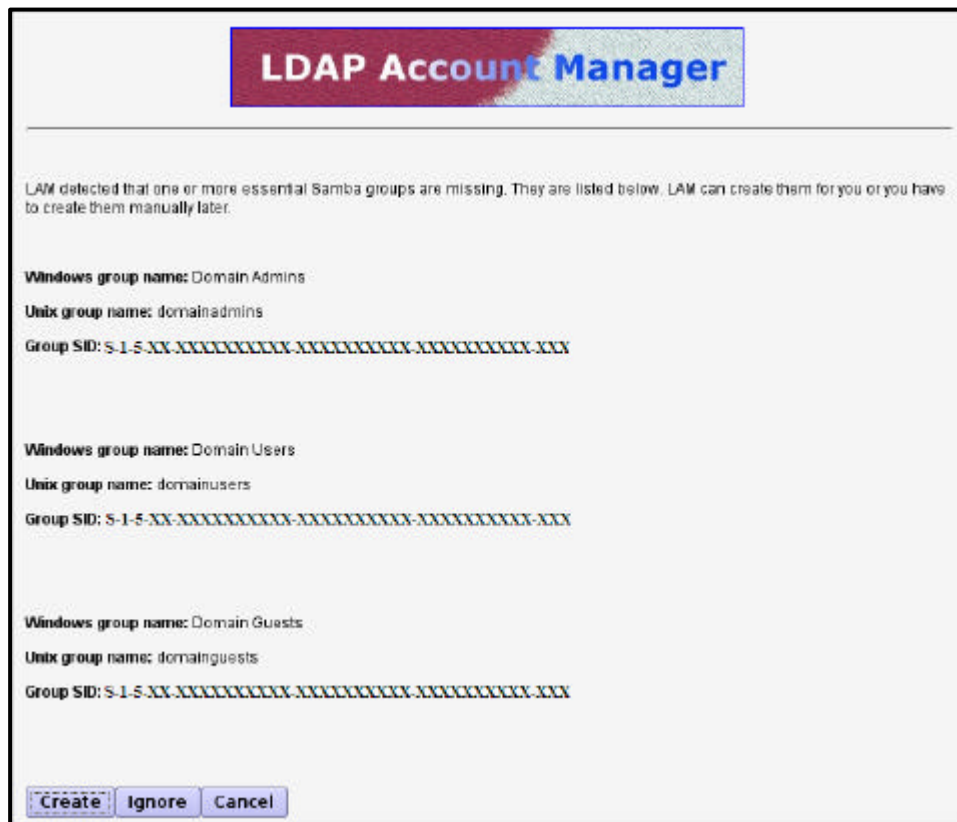 LDAP Account Manager
LAM detected that one or more essential Samba groups are missing. They are listed below. LAM can create them for you or you have
to create them manually later.
Windows group name: Domain Admins
Unix group name: domainadmins
Group SID: S-1-5-XX-XXXXXXXXXX-XXXXXXXXXX-XXXXXXXXXX-XXX
Windows group name: Domain Users
Unix group name: domainusers
Group SID: S-1-5-XX-XXXXXXXXXX-XXXXXXXXXX-XXXXXXXXXX-XXX
Windows group name: Domain Guests
Unix group name: domainguests
Group SID: S-1-5-XX-XXXXXXXXXX-XXXXXXXXXX-XXXXXXXXXX-XXX
Create Ignore Cancel